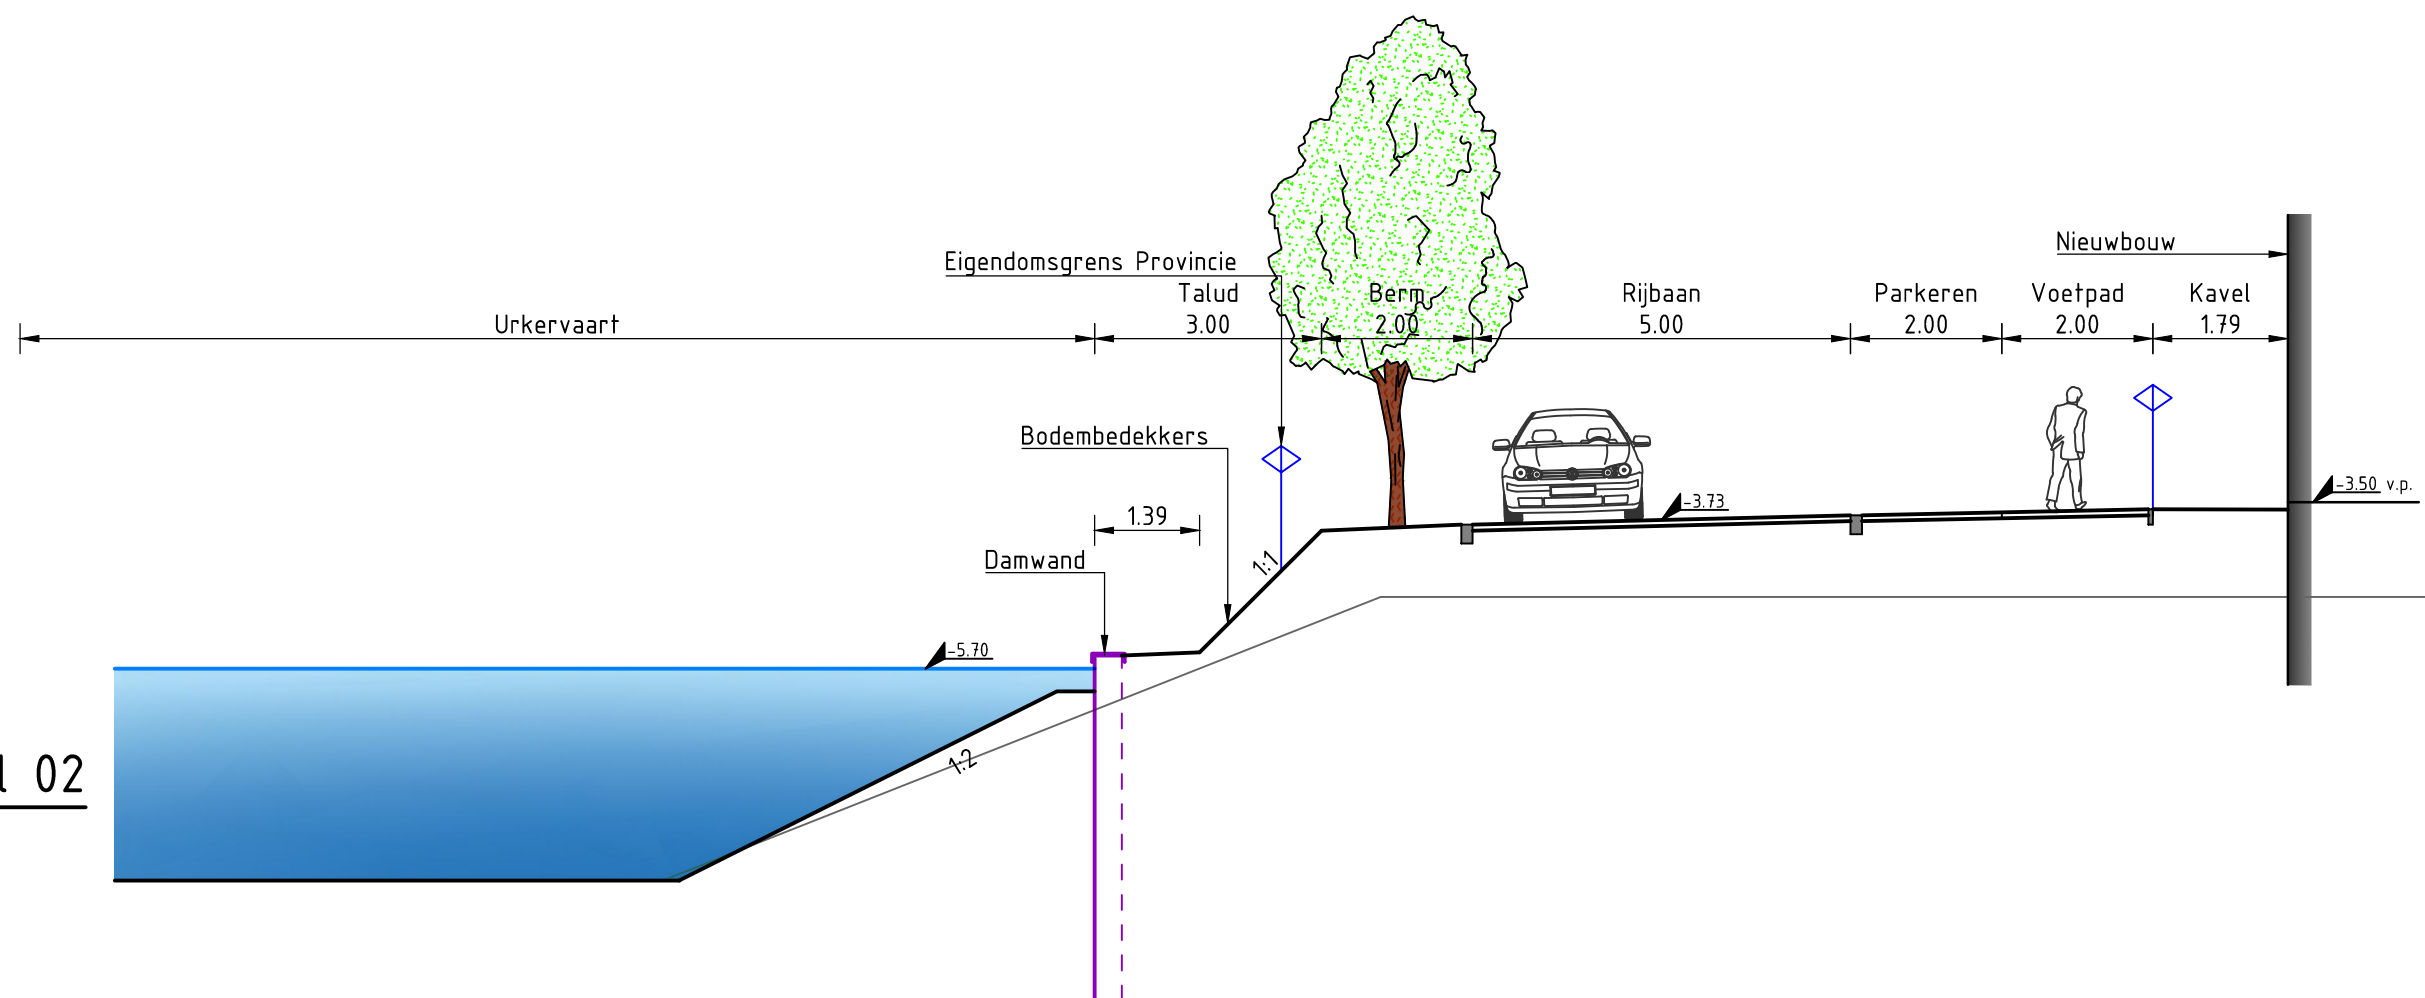 Nieuwbouw
Eigendomsgrens Provincie
Talud
Berm
Rijbaan
Parkeren
Voetpad
Kavel
Urkervaart
3.00
2.00
5.00
2.00
2.00
1.79
Bodembedekkers
-3.50 v.p.
-3.73
1.39
Damwand
1:1
-5.70
1:2
l 02